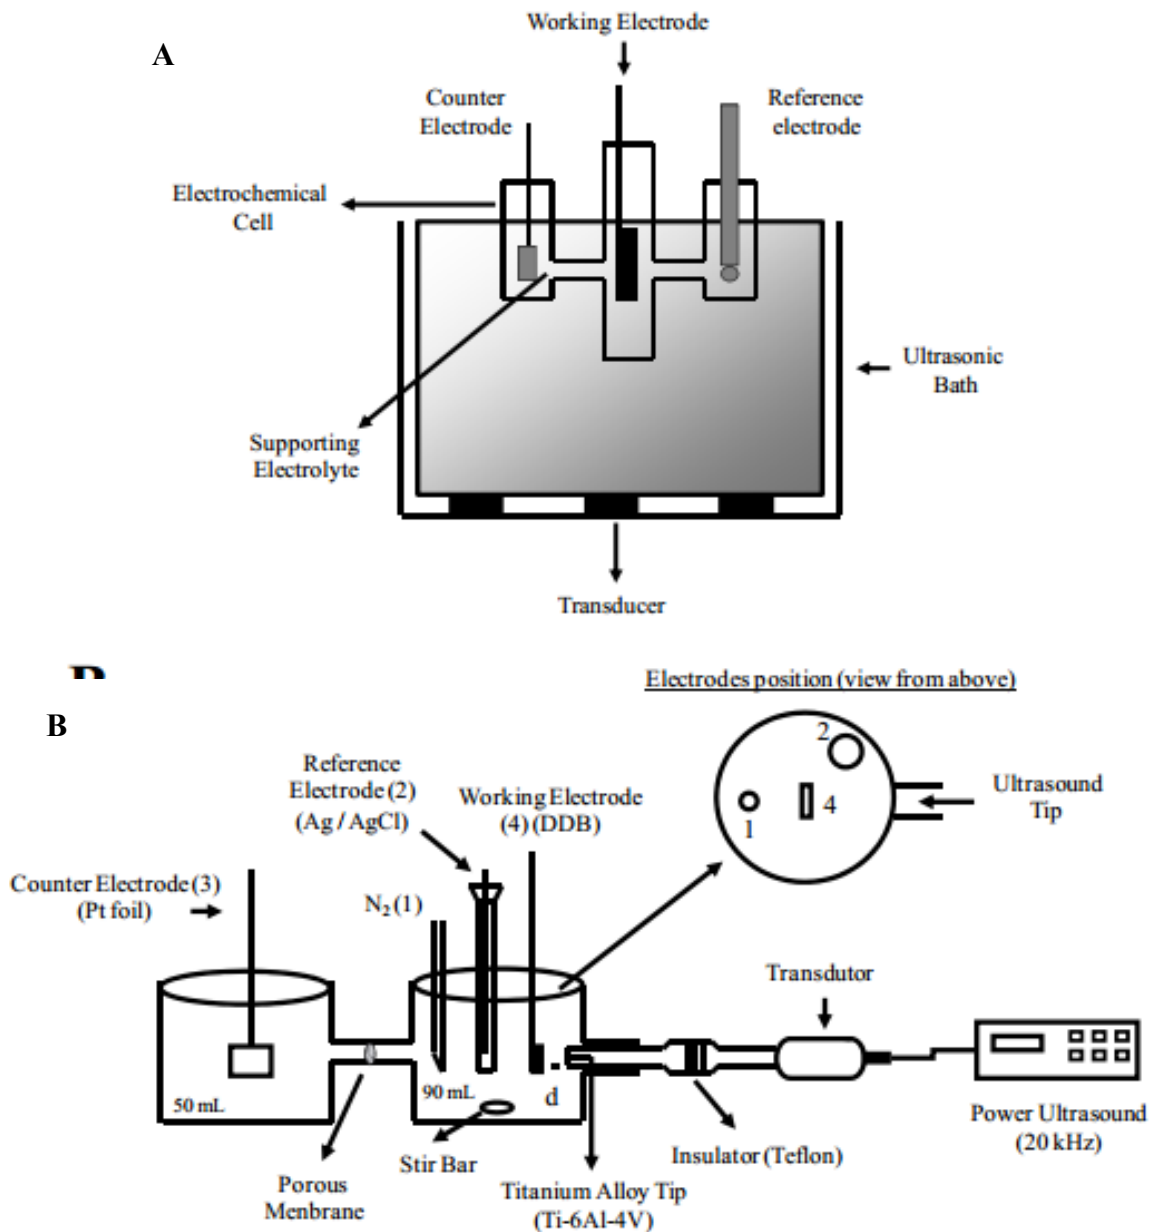 A
Working Electrode
Counter
Electrode
Reference
electrode
Electrochemical
Cell
Ultrasonic
Bath
Supporting
Electrolyte
Transducer
B
Electrodes position (view from above)
2
1
4
Ultrasound
Tip
Reference
Electrode (2)
(Ag / AgCl)
Working Electrode
(4) (DDB)
Counter Electrode (3)
(Pt foil)
N₂ (1)
Transdutor
50 mL
90 mL
d
Stir Bar
Porous
Menbrane
Titanium Alloy Tip
(Ti-6Al-4V)
Insulator (Teflon)
Power Ultrasound
(20 kHz)